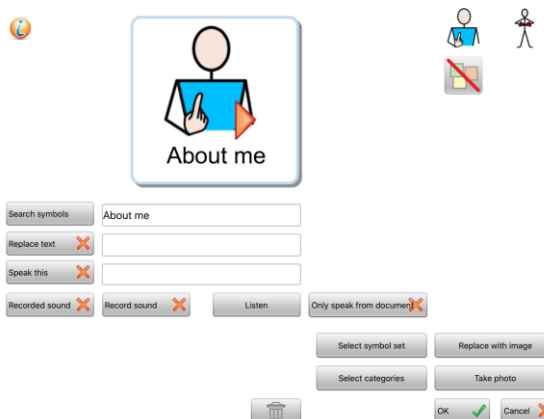 About me
Search symbols
About me
Replace text
Speak this
Recorded sound
Record sound
Listen
Only speak from document
Select symbol set
Replace with image
Select categories
Take photo
OK
Cancel